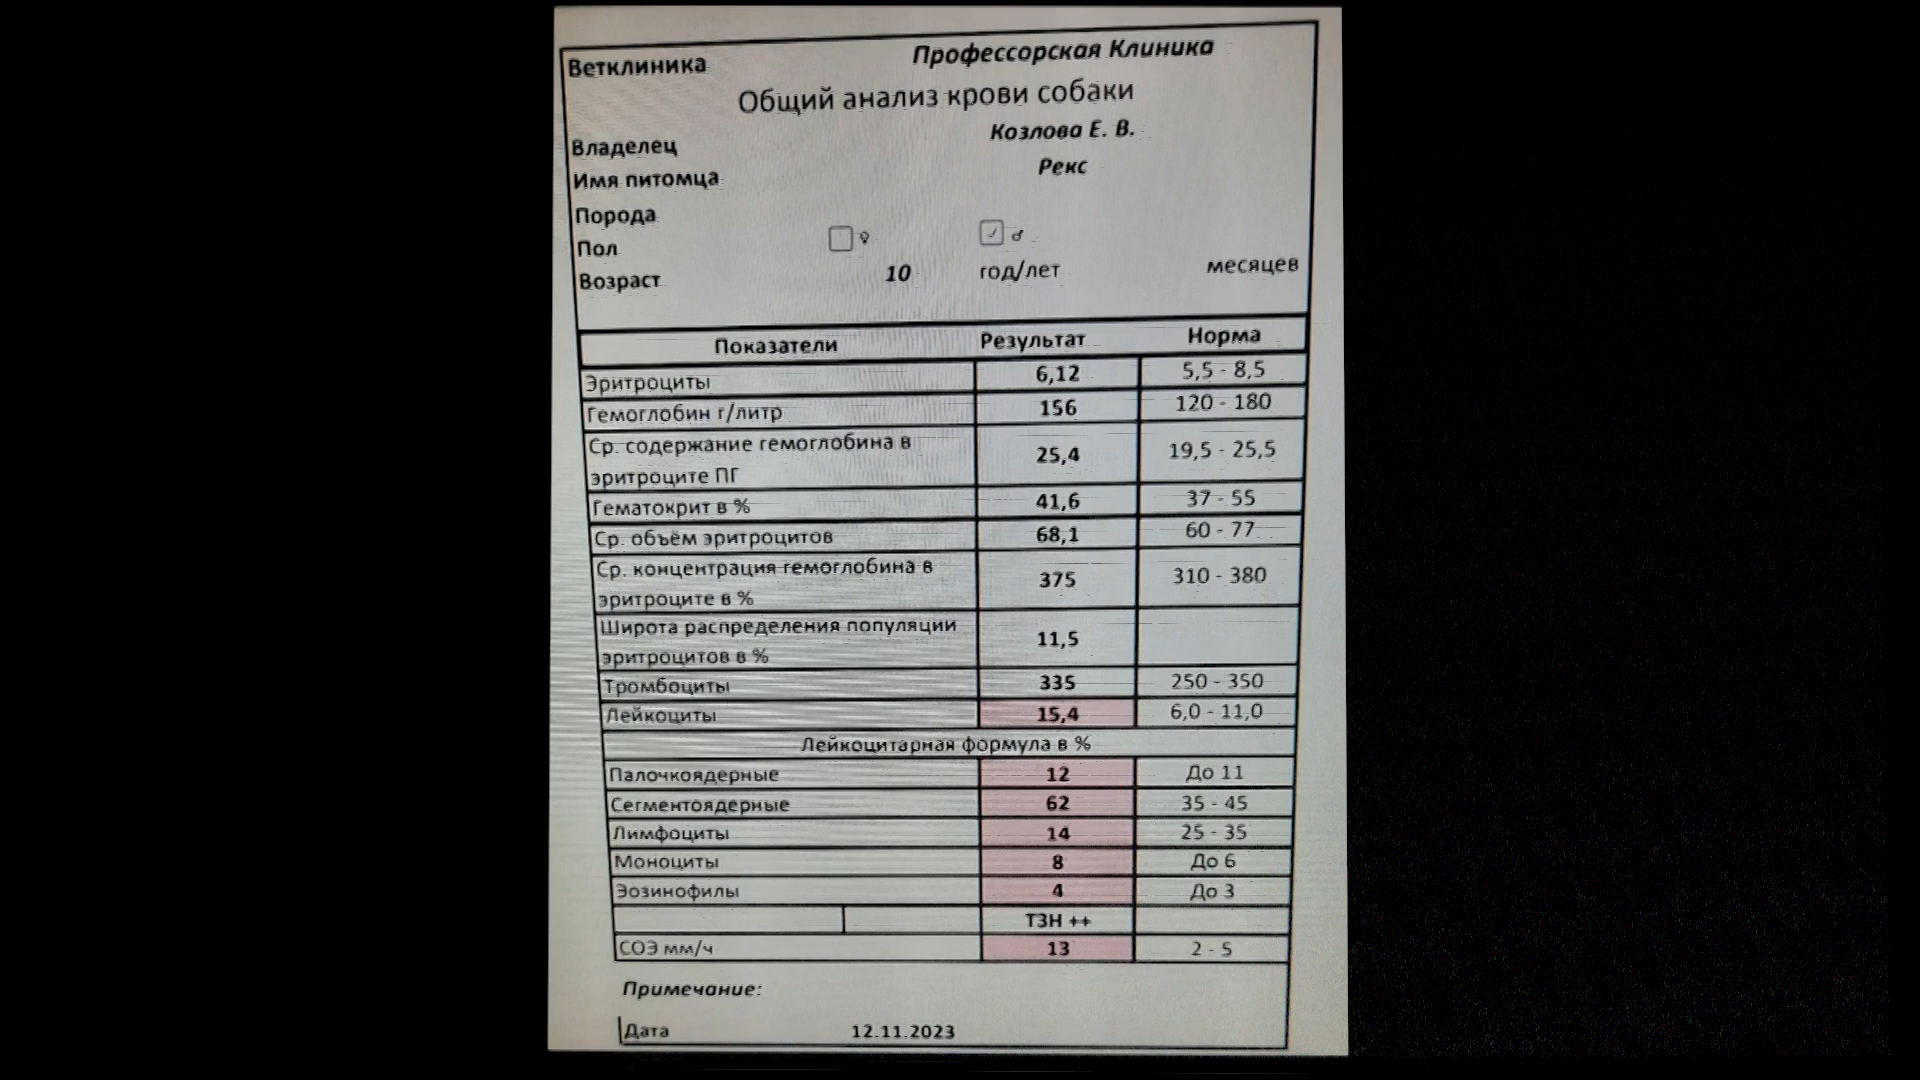 Ветклиника Профессорская Клиника
Общий анализ крови собаки
Владелец Козлова Е. В.
Имя питомца Рекс
Порода
Пол ♀ ✓ ♂
Возраст 10 год/лет месяцев
Показатели Результат Норма
Эритроциты 6,12 5,5 - 8,5
Гемоглобин г/литр 156 120 - 180
Ср. содержание гемоглобина в
эритроците ПГ 25,4 19,5 - 25,5
Гематокрит в % 41,6 37 - 55
Ср. объём эритроцитов 68,1 60 - 77
Ср. концентрация гемоглобина в
эритроците в % 375 310 - 380
Широта распределения популяции
эритроцитов в % 11,5
Тромбоциты 335 250 - 350
Лейкоциты 15,4 6,0 - 11,0
Лейкоцитарная формула в %
Палочкоядерные 12 До 11
Сегментоядерные 62 35 - 45
Лимфоциты 14 25 - 35
Моноциты 8 До 6
Эозинофилы 4 До 3
ТЗН ++
СОЭ мм/ч 13 2 - 5
Примечание:
Дата 12.11.2023